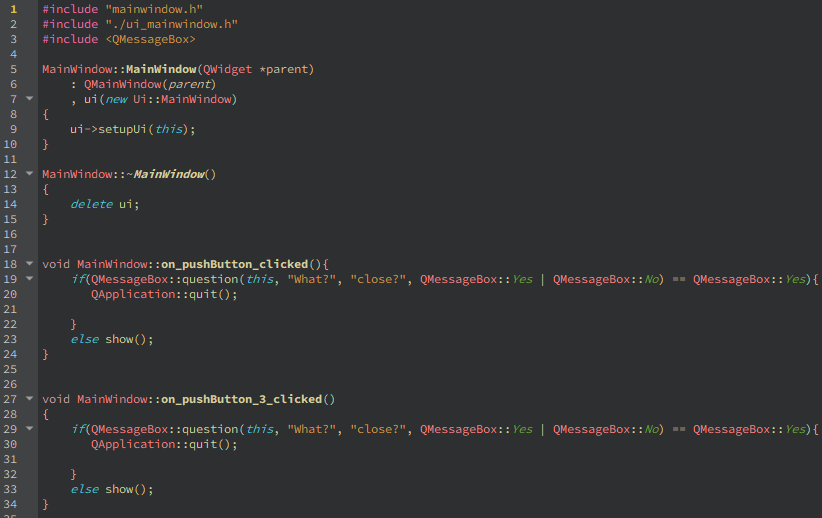 1 #include "mainwindow.h"
2 #include "./ui_mainwindow.h"
3 #include <QMessageBox>
4
5 MainWindow::MainWindow(QWidget *parent)
6     : QMainWindow(parent)
7     , ui(new Ui::MainWindow)
8 {
9     ui->setupUi(this);
10 }
11
12 MainWindow::~MainWindow()
13 {
14     delete ui;
15 }
16
17
18 void MainWindow::on_pushButton_clicked(){
19     if(QMessageBox::question(this, "What?", "close?", QMessageBox::Yes | QMessageBox::No) == QMessageBox::Yes){
20        QApplication::quit();
21
22     }
23     else show();
24 }
25
26
27 void MainWindow::on_pushButton_3_clicked()
28 {
29     if(QMessageBox::question(this, "What?", "close?", QMessageBox::Yes | QMessageBox::No) == QMessageBox::Yes){
30        QApplication::quit();
31
32     }
33     else show();
34 }